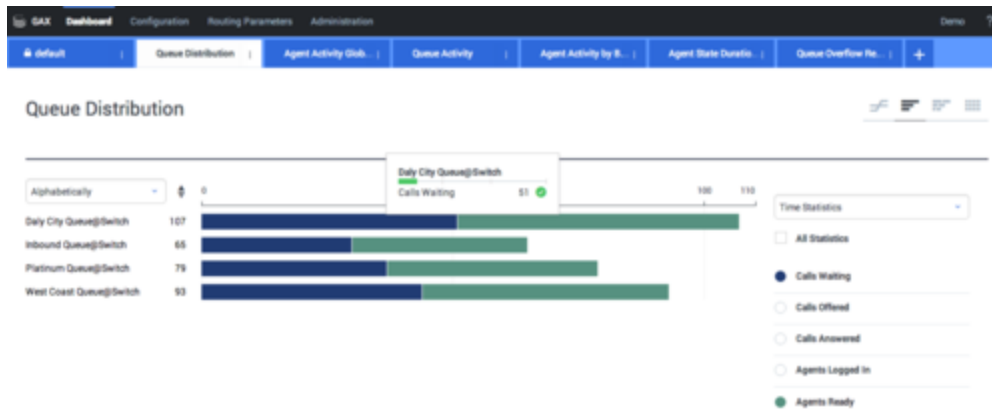 GAX Dashboard Configuration Routing Parameters Administration Demo ?
default Queue Distribution Agent Activity Glob... Queue Activity Agent Activity by B... Agent State Duratio... Queue Overflow Re... +
Queue Distribution
Daly City Queue@Switch
Calls Waiting 51
Alphabetically 0 100 110
Time Statistics
Daly City Queue@Switch 107
Inbound Queue@Switch 65
Platinum Queue@Switch 79
West Coast Queue@Switch 93
All Statistics
Calls Waiting
Calls Offered
Calls Answered
Agents Logged In
Agents Ready